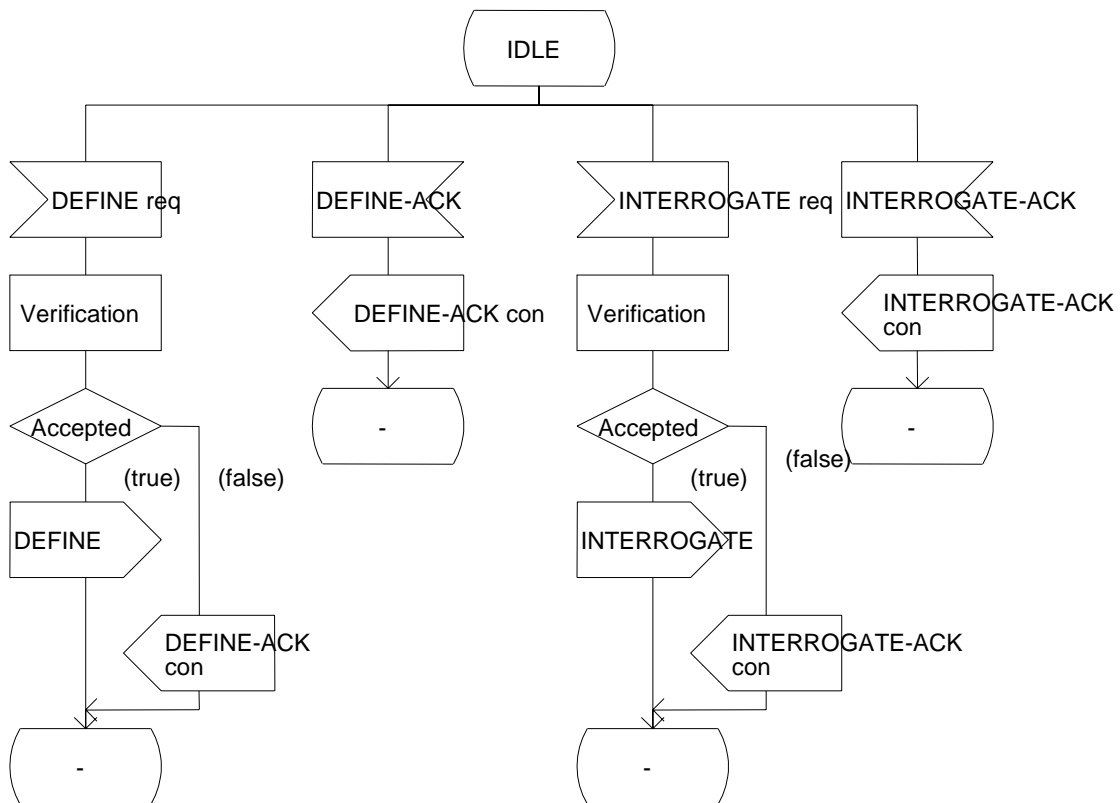 IDLE
DEFINE req
DEFINE-ACK
INTERROGATE req
INTERROGATE-ACK
Verification
DEFINE-ACK con
Verification
INTERROGATE-ACK
con
Accepted
-
Accepted
-
(true)
(false)
(true)
(false)
DEFINE
INTERROGATE
DEFINE-ACK
con
INTERROGATE-ACK
con
-
-